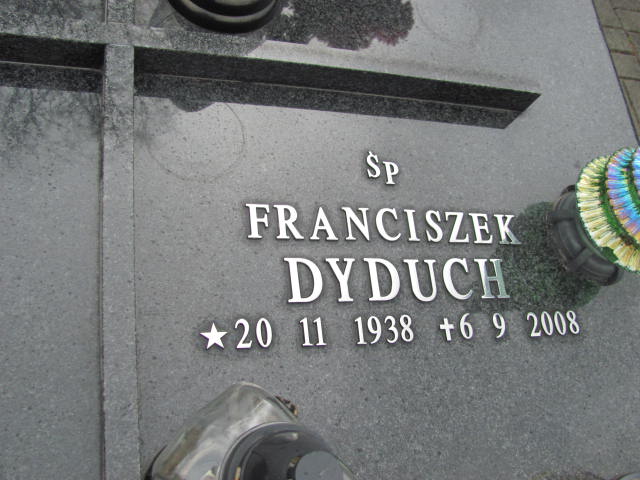 ŚP
FRANCISZEK
DYDUCH
★ 20 11 1938 ✝ 6 9 2008